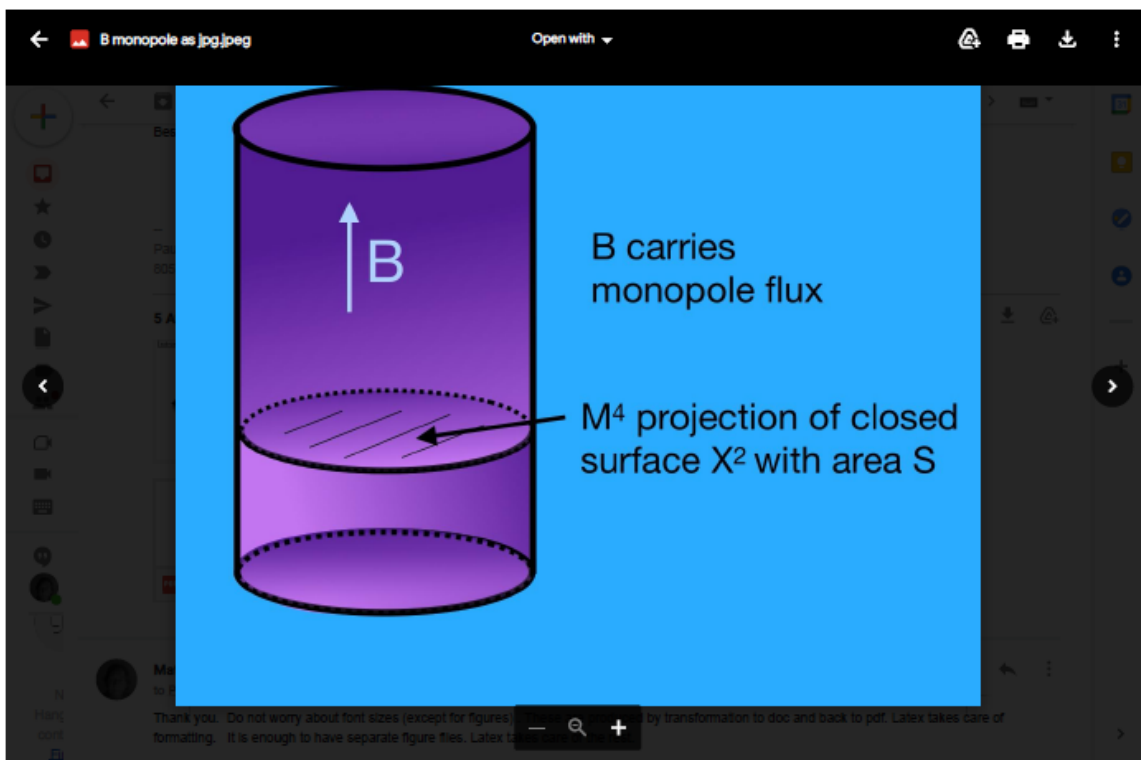 B monopole as jpg.jpeg
Open with
B
B carries
monopole flux
M⁴ projection of closed
surface X² with area S
Thank you. Do not worry about font sizes (except for figures). by transformation to doc and back to pdf. Latex takes care of
formatting. It is enough to have separate figure files. Latex